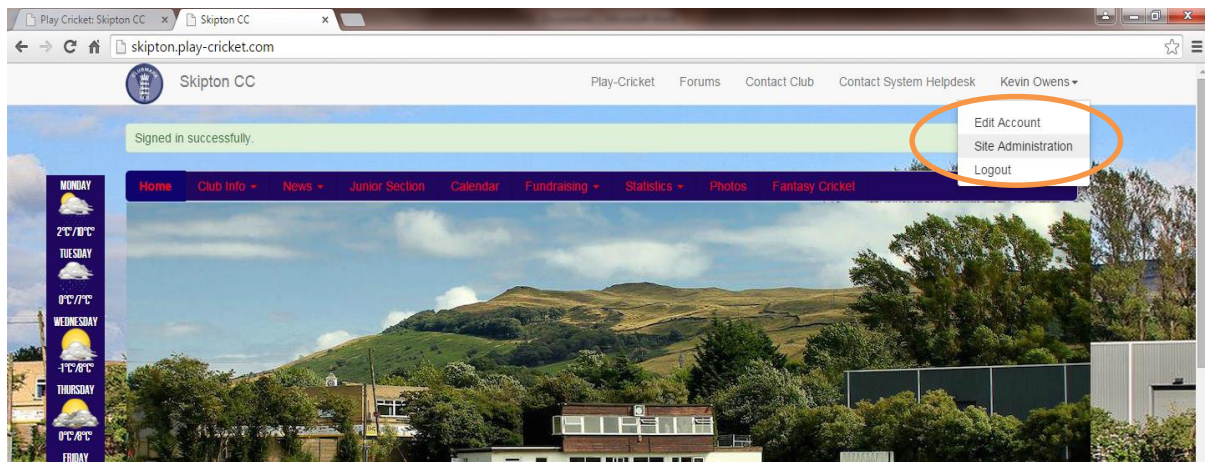 Play Cricket: Skipton CC
Skipton CC
skipton.play-cricket.com
Skipton CC
Play-Cricket Forums Contact Club Contact System Helpdesk Kevin Owens
Edit Account
Site Administration
Logout
Signed in successfully.
Home Club Info News Junior Section Calendar Fundraising Statistics Photos Fantasy Cricket
MONDAY
2°C°/10°C°
TUESDAY
0°C°/7°C°
WEDNESDAY
-1°C°/8°C°
THURSDAY
0°C°/8°C°
FRIDAY